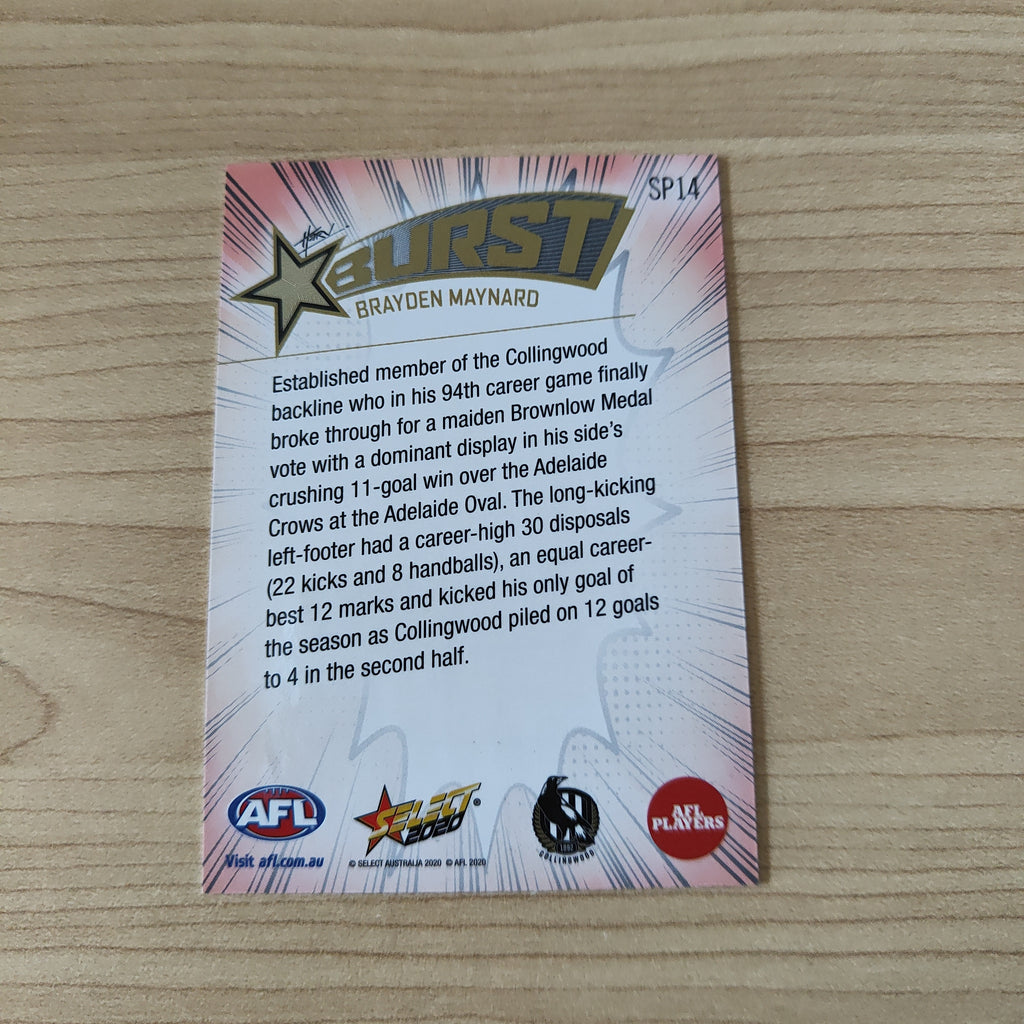 SP14
BURST
BRAYDEN MAYNARD
Established member of the Collingwood
backline who in his 94th career game finally
broke through for a maiden Brownlow Medal
vote with a dominant display in his side's
crushing 11-goal win over the Adelaide
Crows at the Adelaide Oval. The long-kicking
left-footer had a career-high 30 disposals
(22 kicks and 8 handballs), an equal career-
best 12 marks and kicked his only goal of
the season as Collingwood piled on 12 goals
to 4 in the second half.
AFL
Visit afl.com.au
SELECT®
2020
© SELECT AUSTRALIA 2020 © AFL 2020
1892
COLLINGWOOD
AFL
PLAYERS